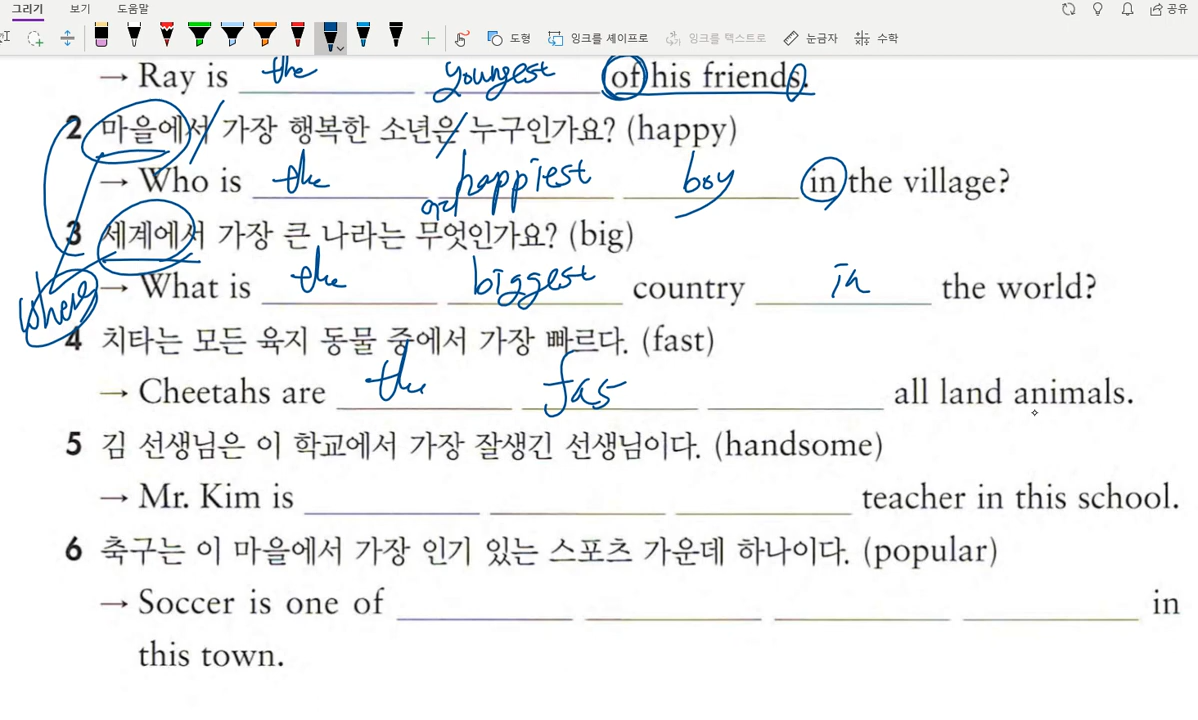 그리기 보기 도움말 공유
도형 잉크를 셰이프로 잉크를 텍스트로 눈금자 수학
→ Ray is the youngest of his friends.
2 마을에서 가장 행복한 소년은 누구인가요? (happy)
→ Who is the happiest boy in the village?
3 세계에서 가장 큰 나라는 무엇인가요? (big)
→ What is the biggest country in the world?
where
4 치타는 모든 육지 동물 중에서 가장 빠르다. (fast)
→ Cheetahs are the fas all land animals.
5 김 선생님은 이 학교에서 가장 잘생긴 선생님이다. (handsome)
→ Mr. Kim is teacher in this school.
6 축구는 이 마을에서 가장 인기 있는 스포츠 가운데 하나이다. (popular)
→ Soccer is one of in
this town.